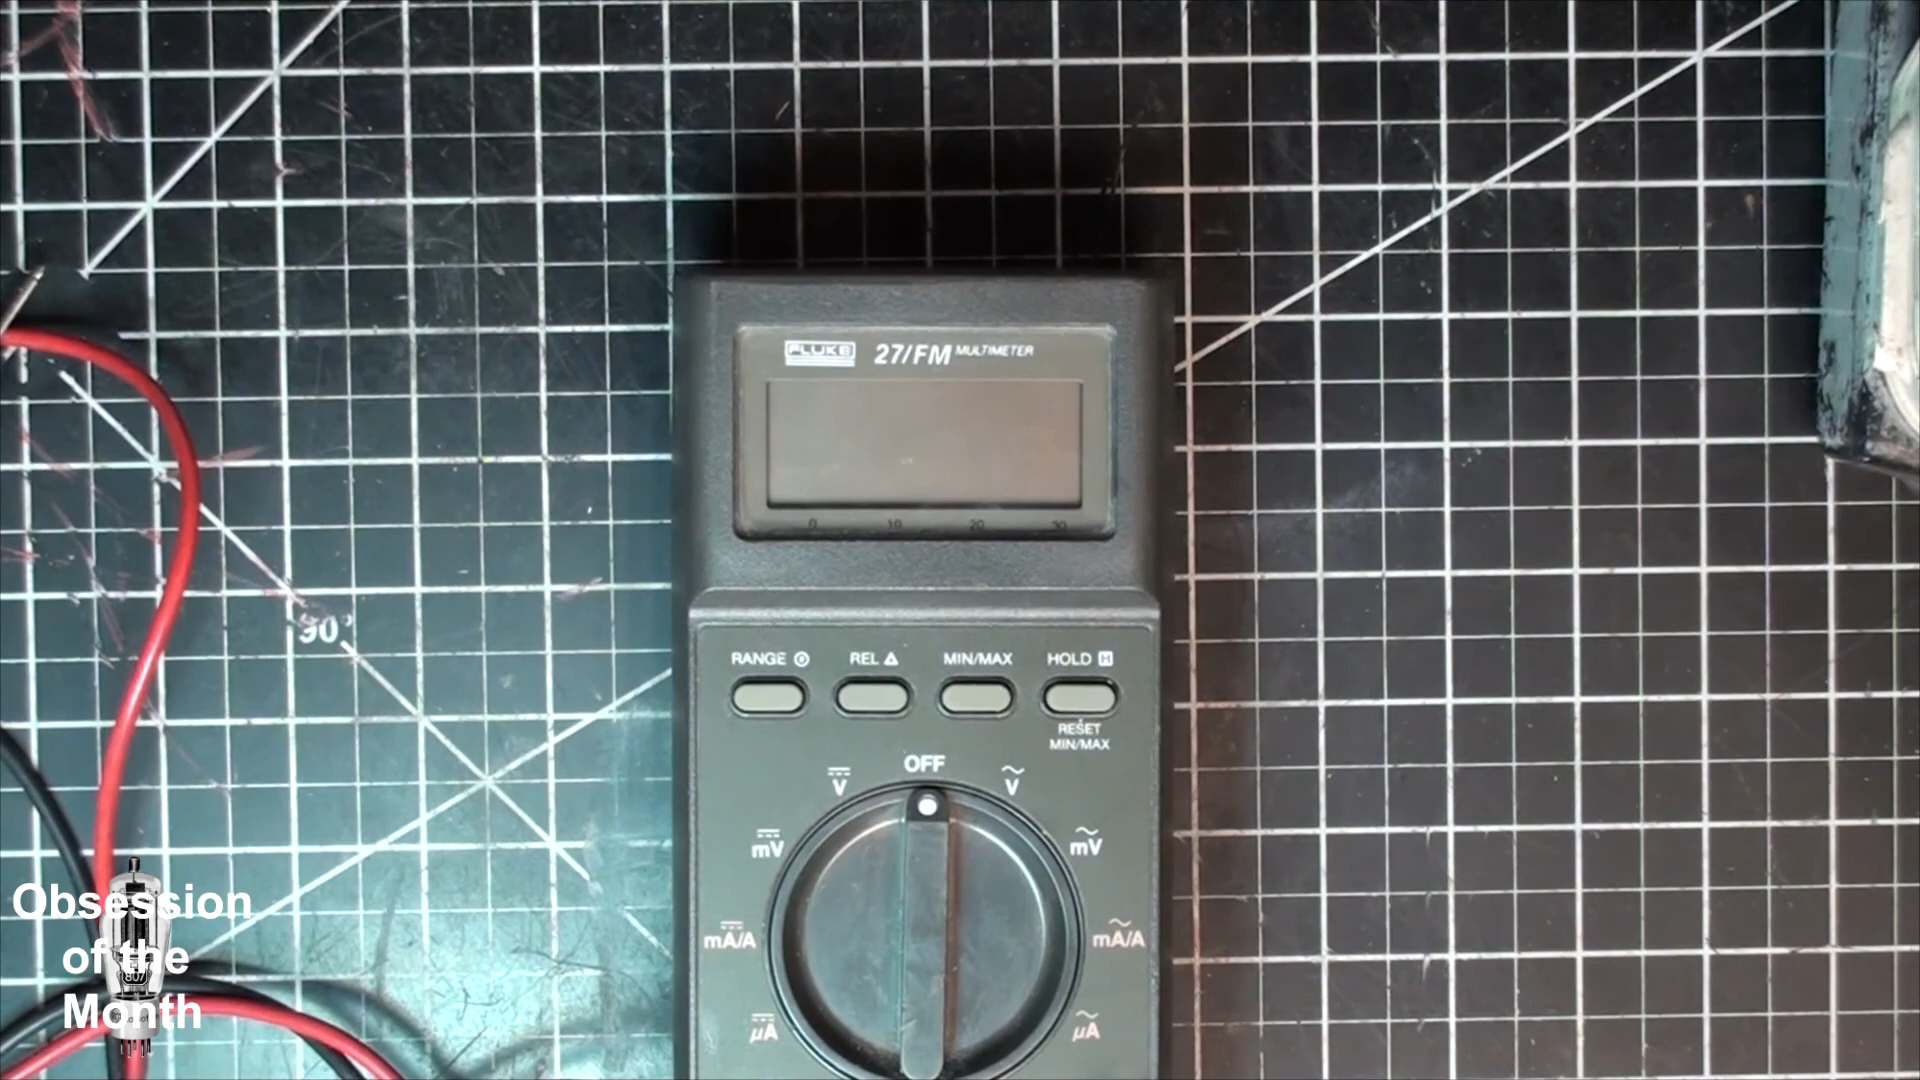 FLUKE 27/FM MULTIMETER
0 10 20 30
90°
RANGE REL △ MIN/MAX HOLD H
RESET
MIN/MAX
OFF
V V
mV mV
mA/A mA/A
µA µA
Obsession
of the
807
Month